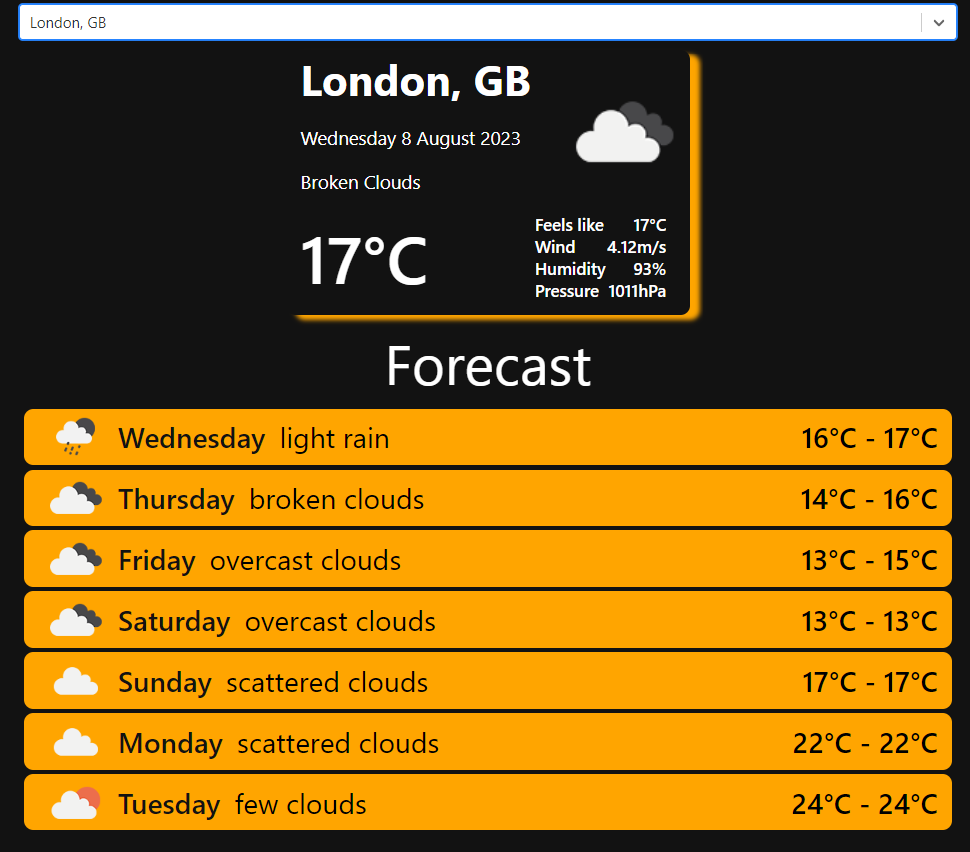 London, GB
London, GB
Wednesday 8 August 2023
Broken Clouds
17°C
Feels like 17°C
Wind 4.12m/s
Humidity 93%
Pressure 1011hPa
Forecast
Wednesday light rain 16°C - 17°C
Thursday broken clouds 14°C - 16°C
Friday overcast clouds 13°C - 15°C
Saturday overcast clouds 13°C - 13°C
Sunday scattered clouds 17°C - 17°C
Monday scattered clouds 22°C - 22°C
Tuesday few clouds 24°C - 24°C